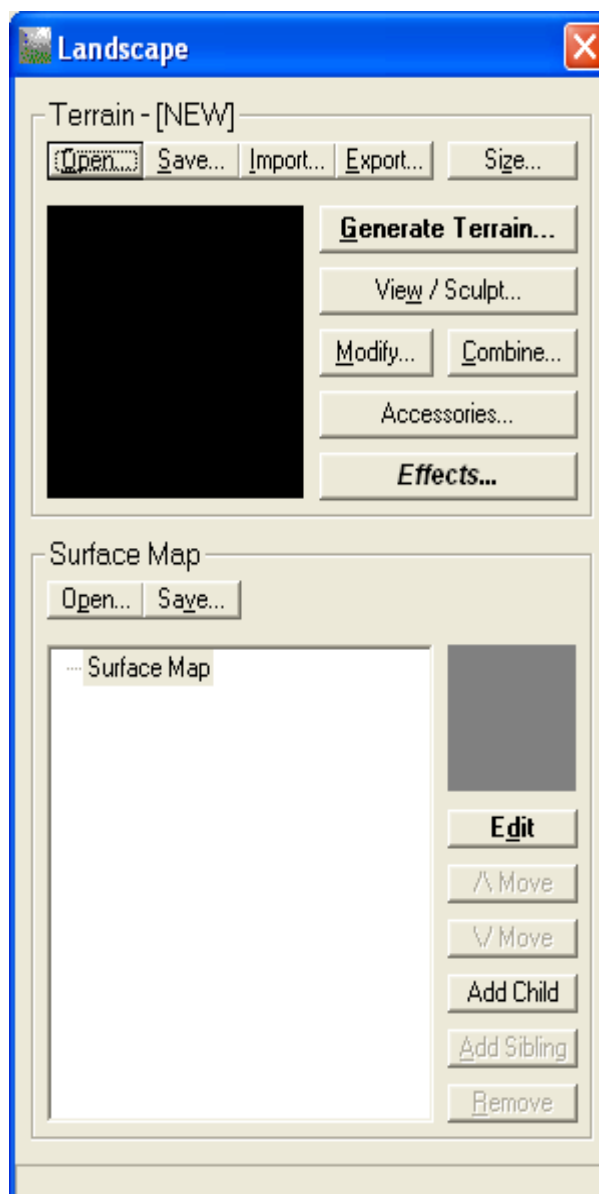 Landscape
Terrain - [NEW]
Open... Save... Import... Export... Size...
Generate Terrain...
View / Sculpt...
Modify... Combine...
Accessories...
Effects...
Surface Map
Open... Save...
Surface Map
Edit
/\ Move
\/ Move
Add Child
Add Sibling
Remove